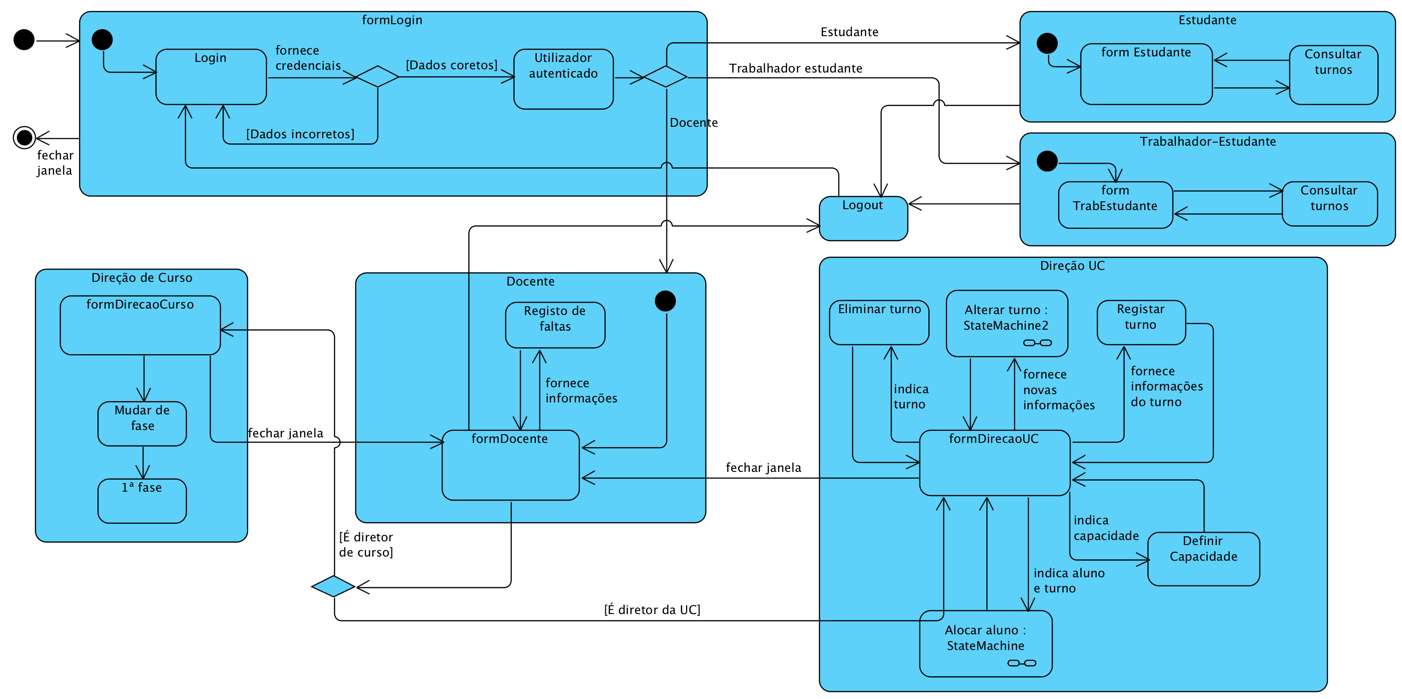 formLogin
Login
fornece
credenciais
[Dados coretos]
Utilizador
autenticado
[Dados incorretos]
fechar
janela
Estudante
Trabalhador estudante
Docente
Estudante
form Estudante
Consultar
turnos
Trabalhador-Estudante
form
TrabEstudante
Consultar
turnos
Logout
Direção de Curso
formDirecaoCurso
Mudar de
fase
1ª fase
fechar janela
Docente
Registo de
faltas
fornece
informações
formDocente
[É diretor
de curso]
[É diretor da UC]
fechar janela
Direção UC
Eliminar turno
Alterar turno :
StateMachine2
Registar
turno
indica
turno
fornece
novas
informações
fornece
informações
do turno
formDirecaoUC
indica
capacidade
Definir
Capacidade
indica aluno
e turno
Alocar aluno :
StateMachine